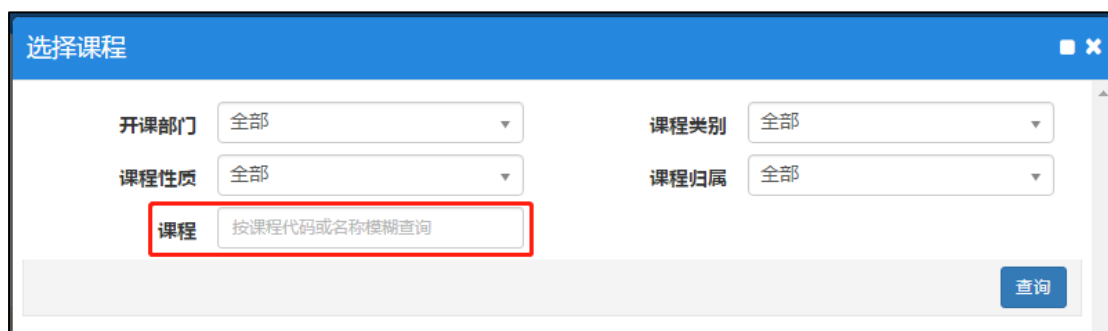 选择课程
开课部门 全部 课程类别 全部
课程性质 全部 课程归属 全部
课程 按课程代码或名称模糊查询
查询